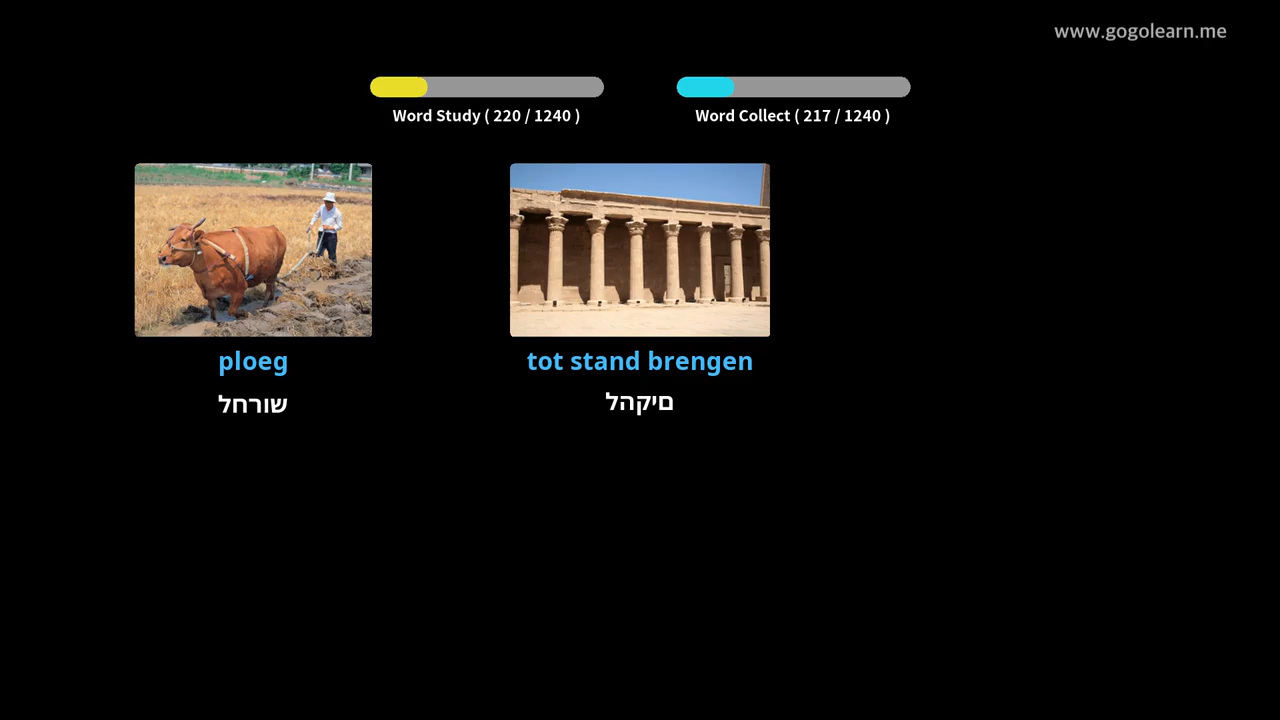 www.gogolearn.me
Word Study ( 220 / 1240 )
Word Collect ( 217 / 1240 )
ploeg
שורחל
tot stand brengen
םיקהל